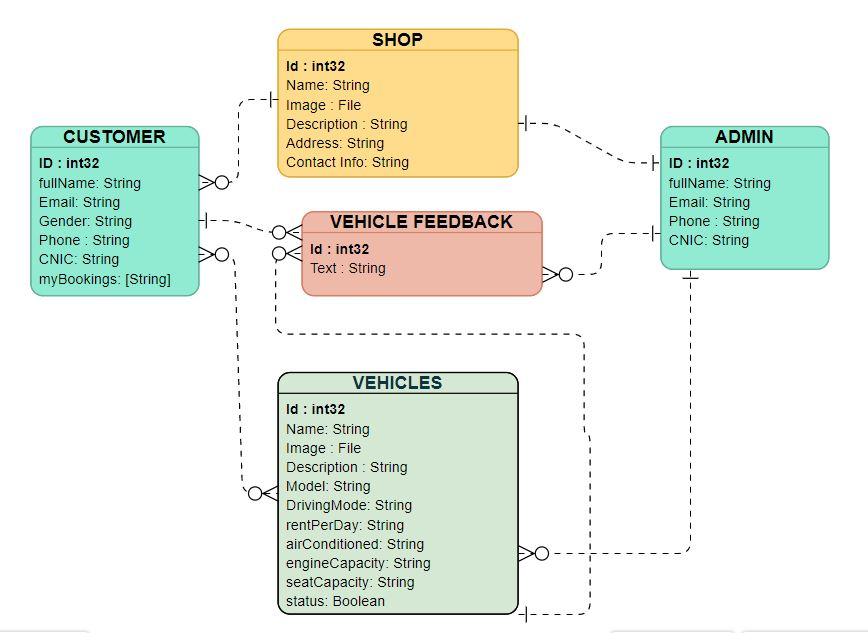 SHOP
Id : int32
Name: String
Image : File
Description : String
Address: String
Contact Info: String
CUSTOMER
ID : int32
fullName: String
Email: String
Gender: String
Phone : String
CNIC: String
myBookings: [String]
ADMIN
ID : int32
fullName: String
Email: String
Phone : String
CNIC: String
VEHICLE FEEDBACK
Id : int32
Text : String
VEHICLES
Id : int32
Name: String
Image : File
Description : String
Model: String
DrivingMode: String
rentPerDay: String
airConditioned: String
engineCapacity: String
seatCapacity: String
status: Boolean